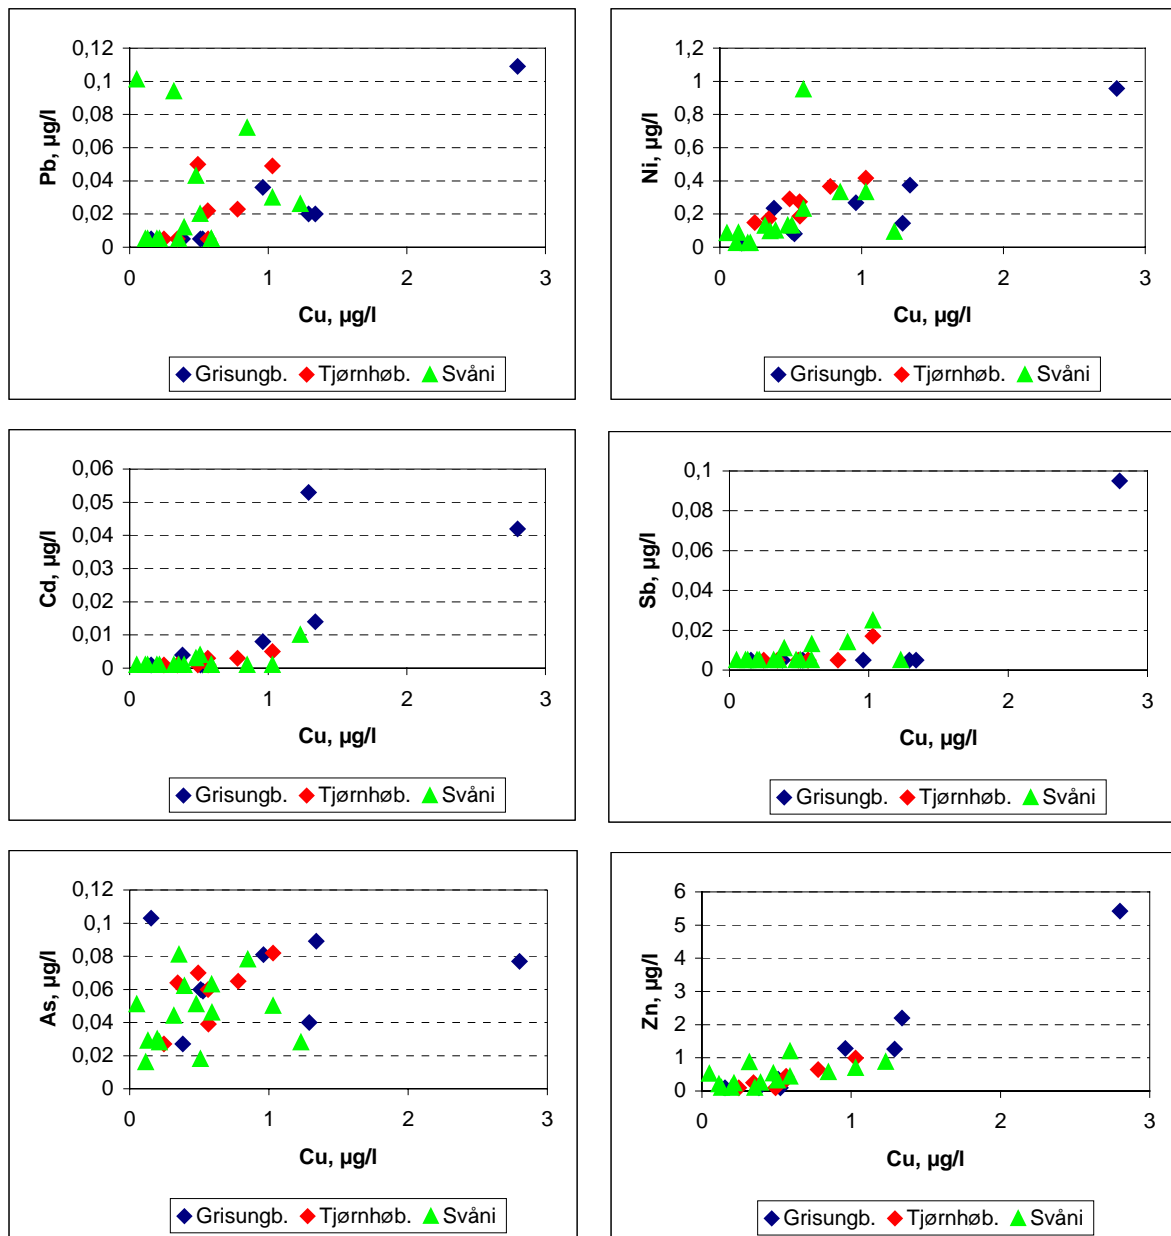 0,12
0,1
0,08
0,06
0,04
0,02
0
Pb, µg/l
0 1 2 3
Cu, µg/l
Grisungb. Tjørnhøb. Svåni
1,2
1
0,8
0,6
0,4
0,2
0
Ni, µg/l
0 1 2 3
Cu, µg/l
Grisungb. Tjørnhøb. Svåni
0,06
0,05
0,04
0,03
0,02
0,01
0
Cd, µg/l
0 1 2 3
Cu, µg/l
Grisungb. Tjørnhøb. Svåni
0,1
0,08
0,06
0,04
0,02
0
Sb, µg/l
0 1 2 3
Cu, µg/l
Grisungb. Tjørnhøb. Svåni
0,12
0,1
0,08
0,06
0,04
0,02
0
As, µg/l
0 1 2 3
Cu, µg/l
Grisungb. Tjørnhøb. Svåni
6
5
4
3
2
1
0
Zn, µg/l
0 1 2 3
Cu, µg/l
Grisungb. Tjørnhøb. Svåni